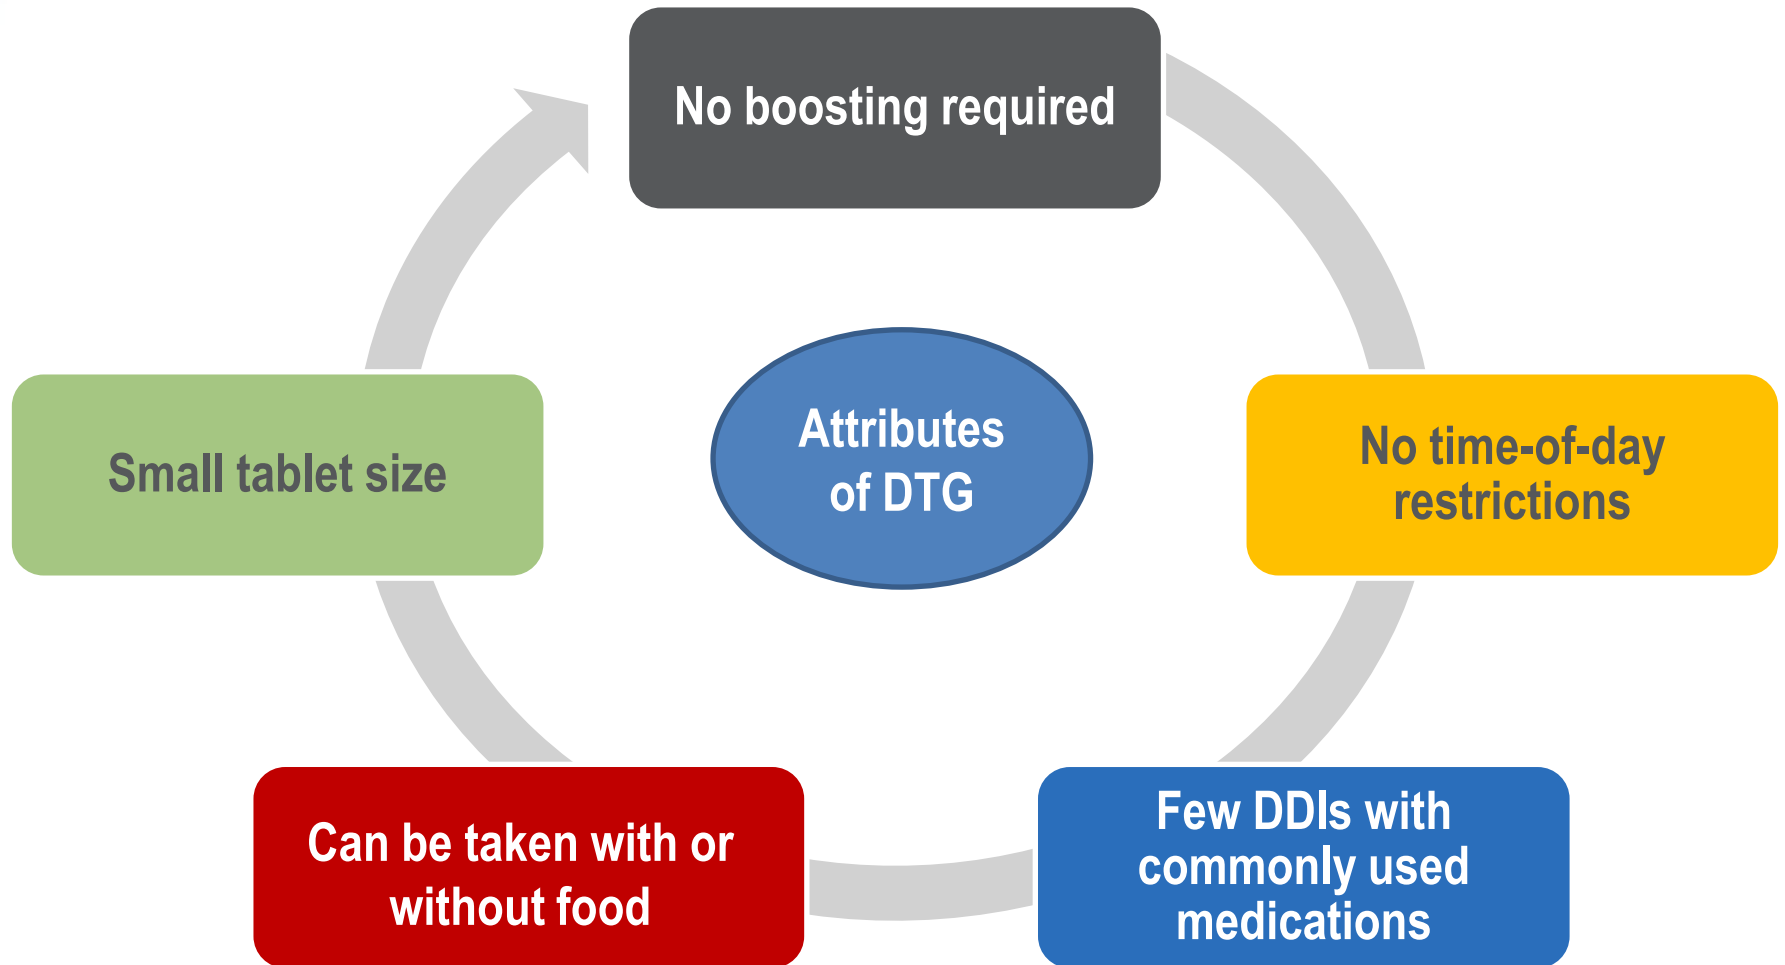 No boosting required
Attributes
of DTG
No time-of-day
restrictions
Few DDIs with
commonly used
medications
Can be taken with or
without food
Small tablet size